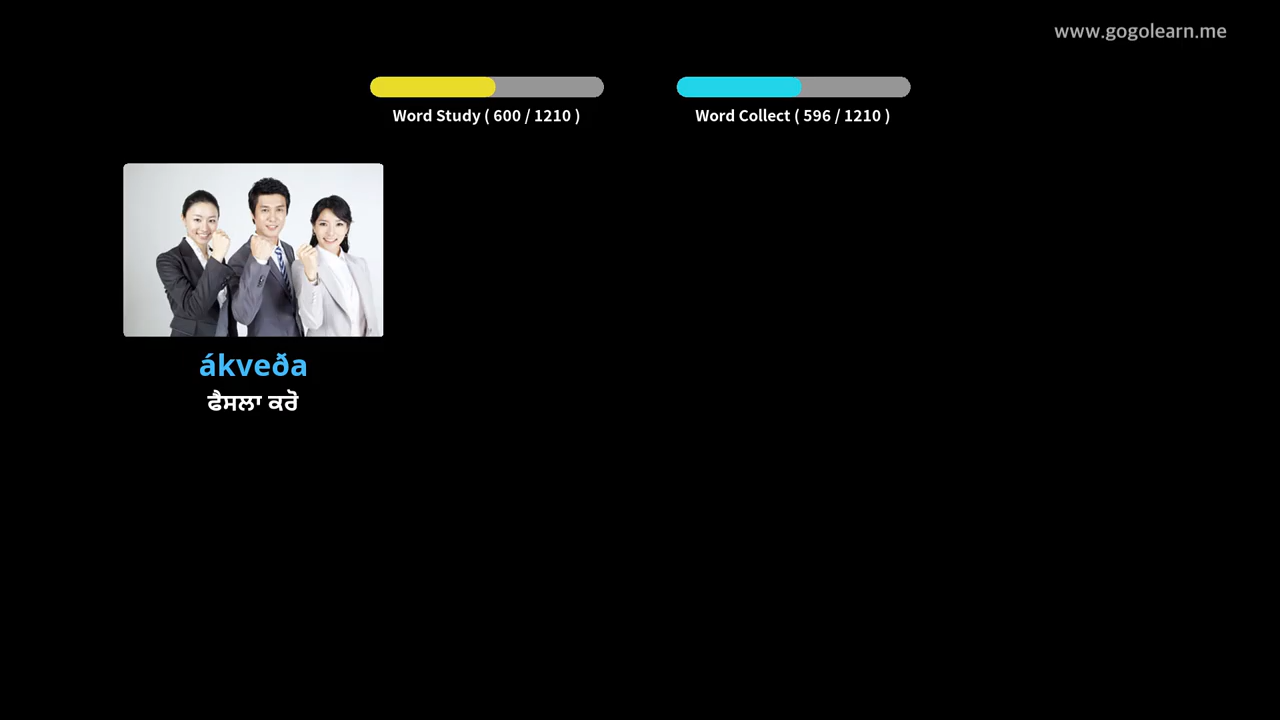 www.gogolearn.me
Word Study ( 600 / 1210 )
Word Collect ( 596 / 1210 )
ákveða
ਫੈਸਲਾ ਕਰੋ